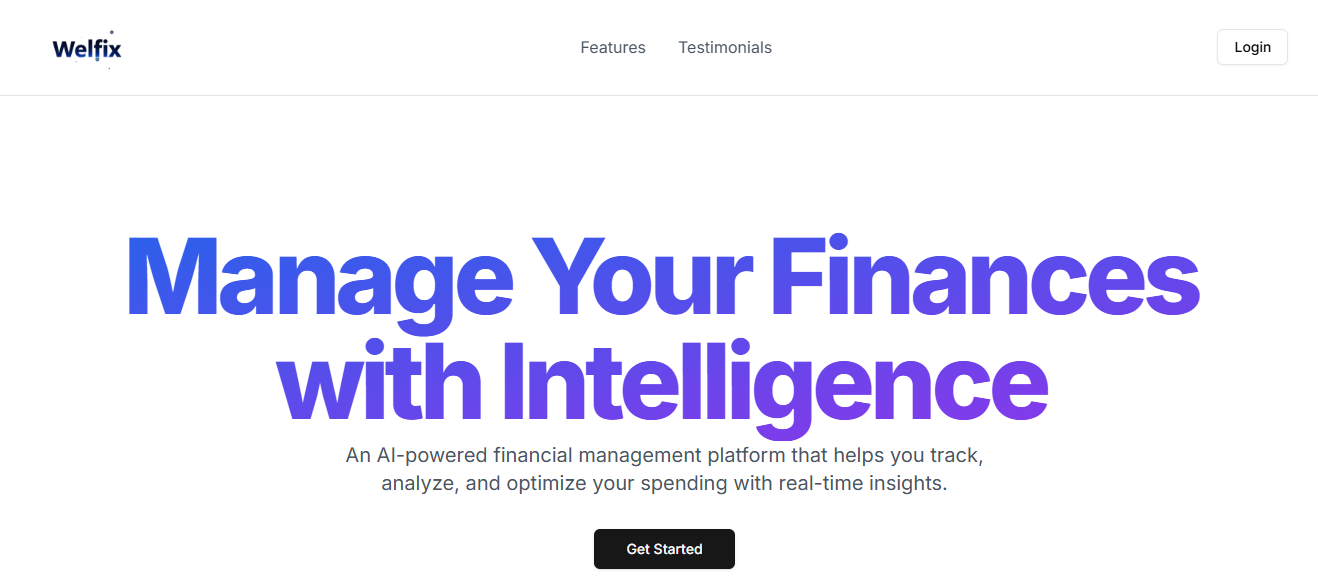 Welfix
Features
Testimonials
Login
Manage Your Finances
with Intelligence
An AI-powered financial management platform that helps you track,
analyze, and optimize your spending with real-time insights.
Get Started